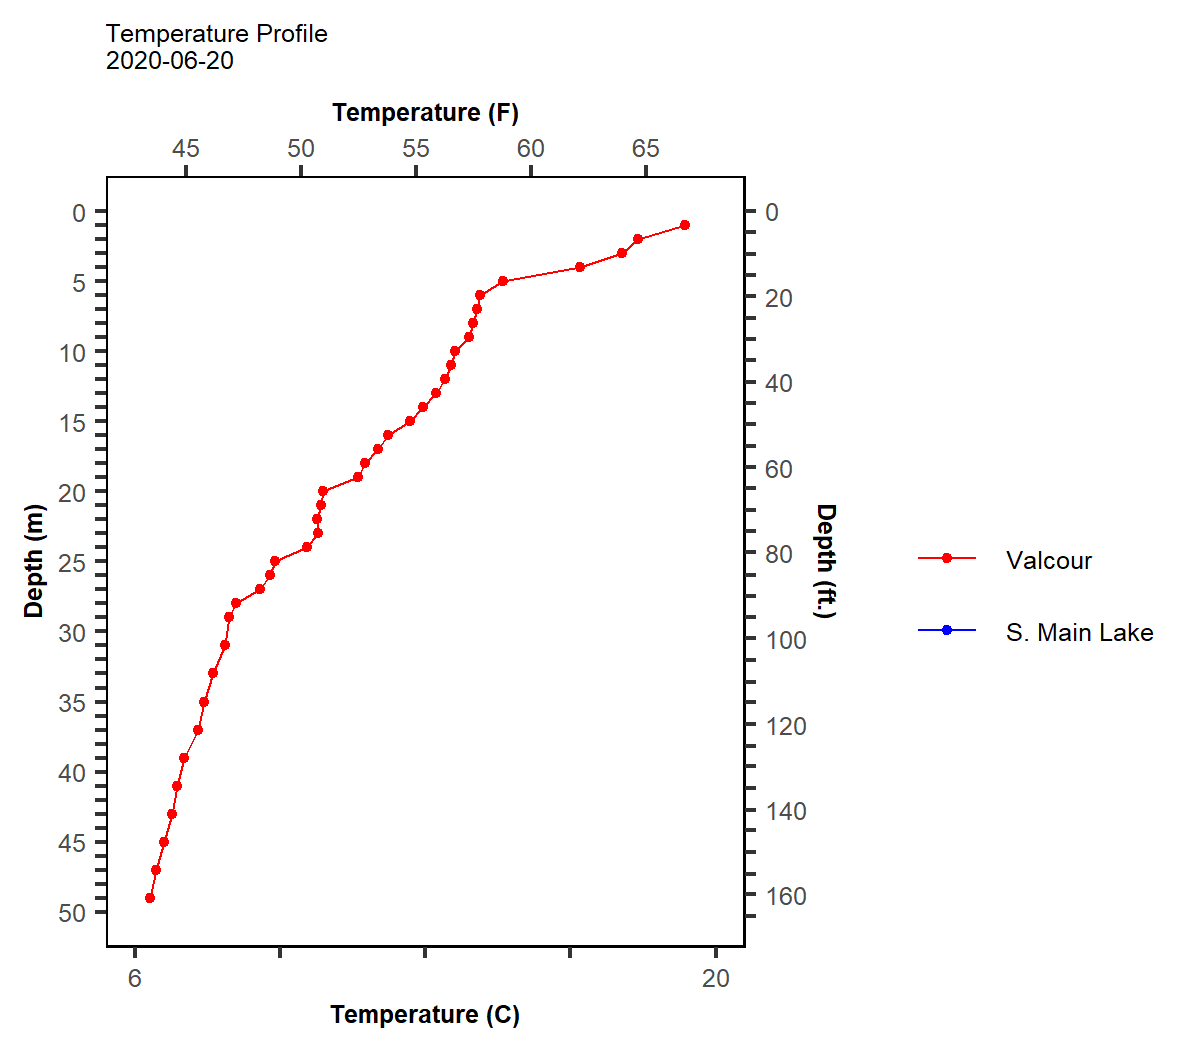 Temperature Profile
2020-06-20
Temperature (F)
45 50 55 60 65
0 0
5
20
10
40
15
60
20
Depth (m)
Depth (ft.)
25
80
Valcour
30
100
S. Main Lake
35
120
40
140
45
160
50
6 20
Temperature (C)